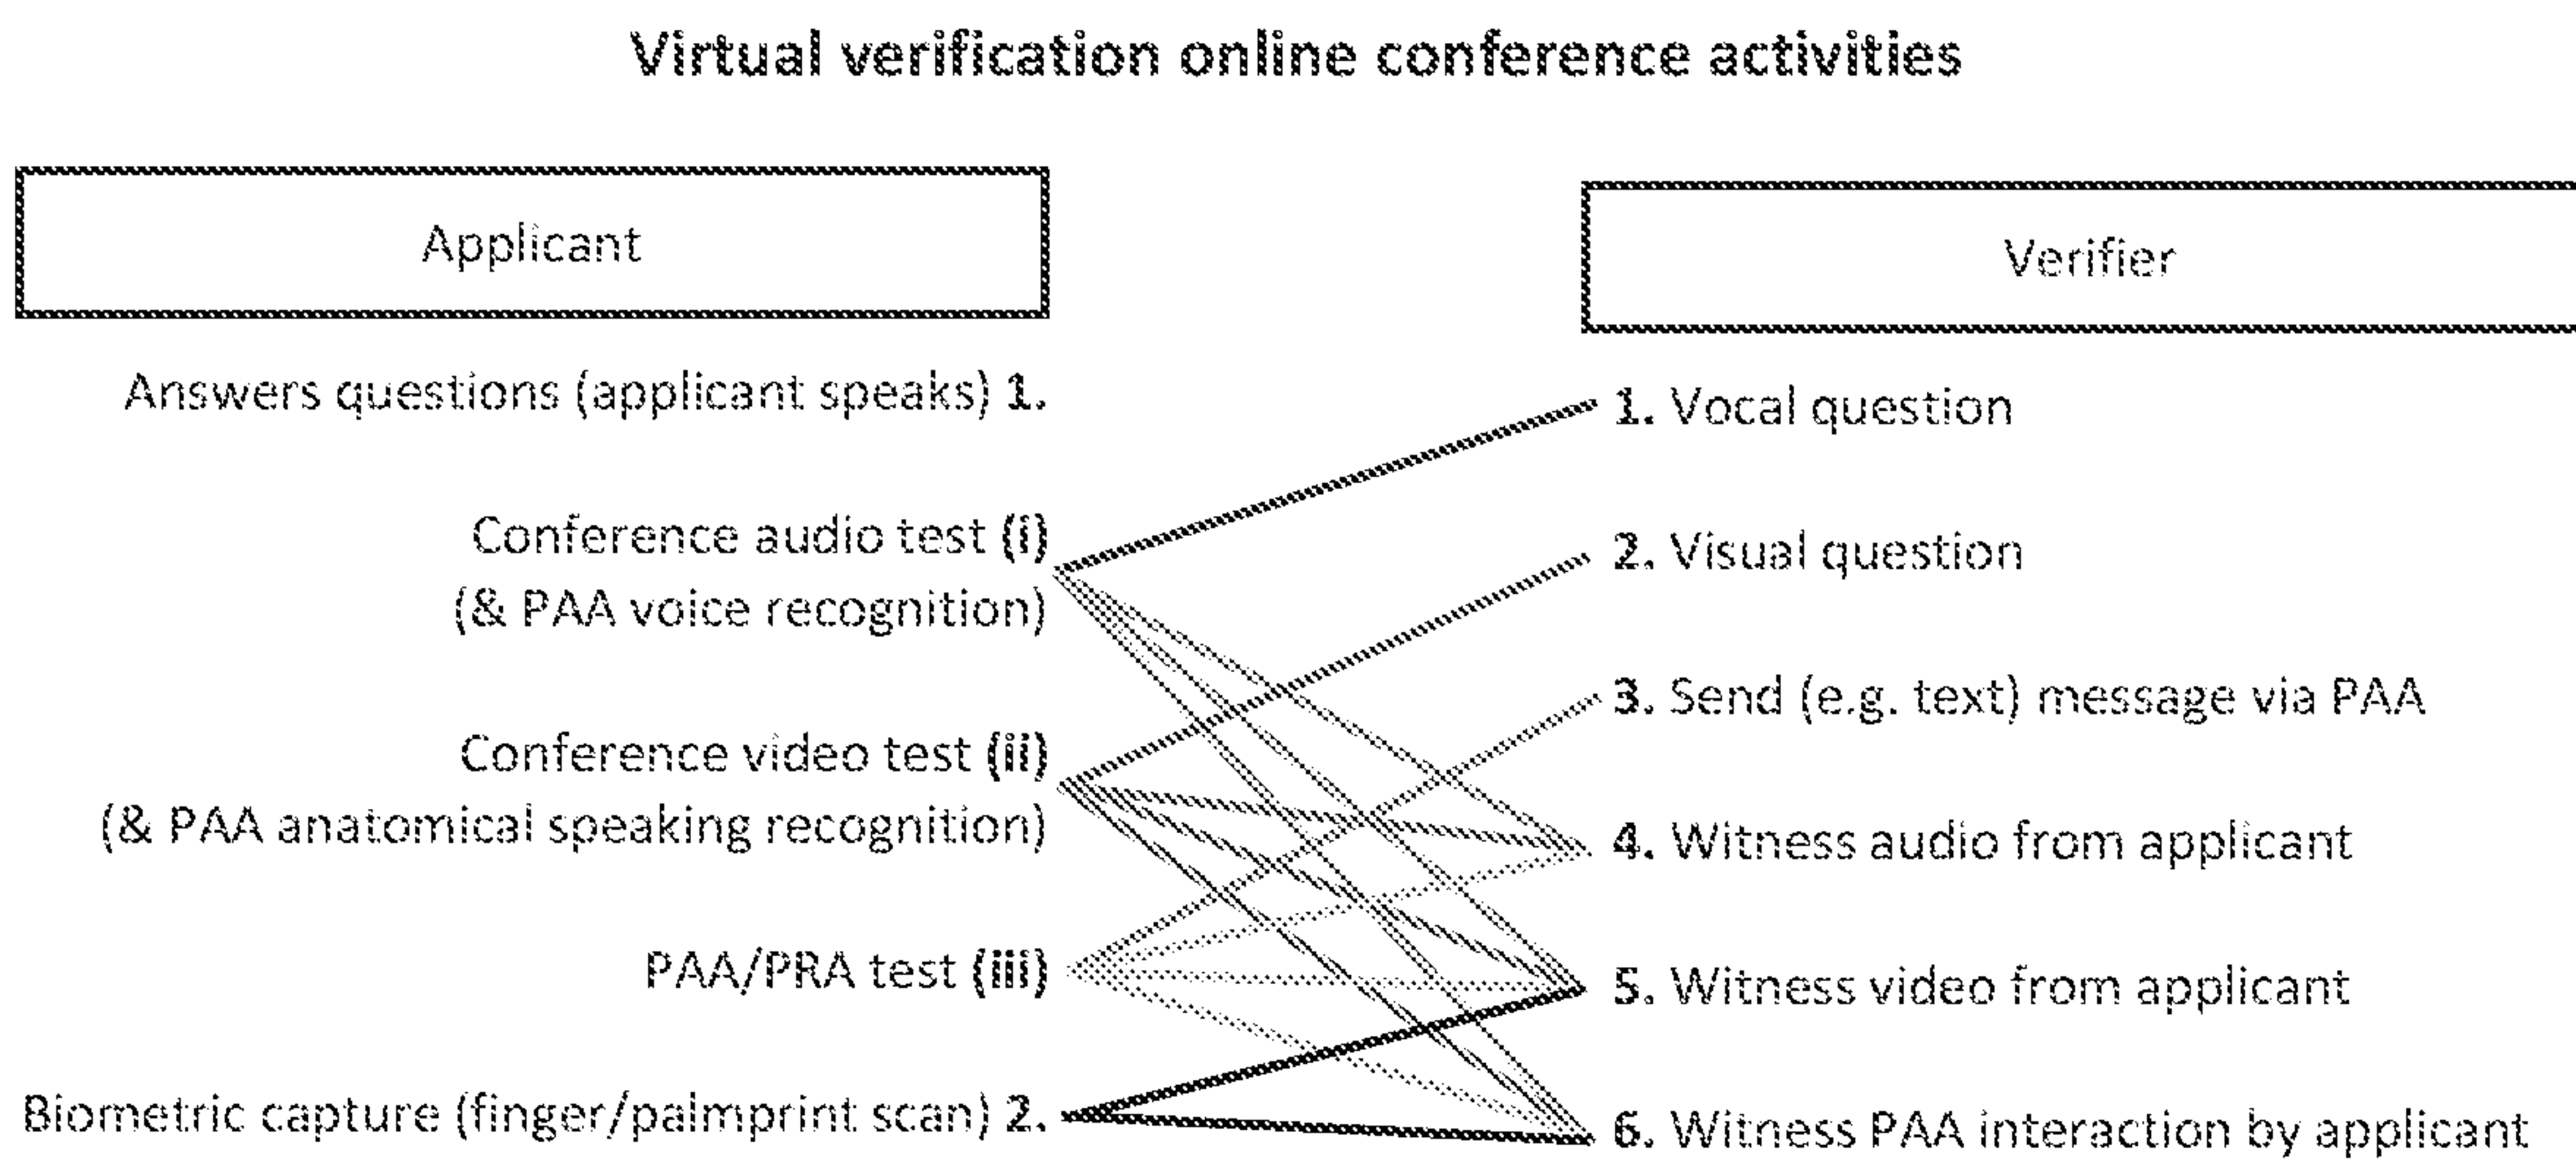 Virtual verification online conference activities
Applicant
Answers questions (applicant speaks) 1.
Conference audio test (i)
(& PAA voice recognition)
Conference video test (ii)
(& PAA anatomical speaking recognition)
PAA/PRA test (iii)
Biometric capture (finger/palmprint scan) 2.
Verifier
1. Vocal question
2. Visual question
3. Send (e.g. text) message via PAA
4. Witness audio from applicant
5. Witness video from applicant
6. Witness PAA interaction by applicant